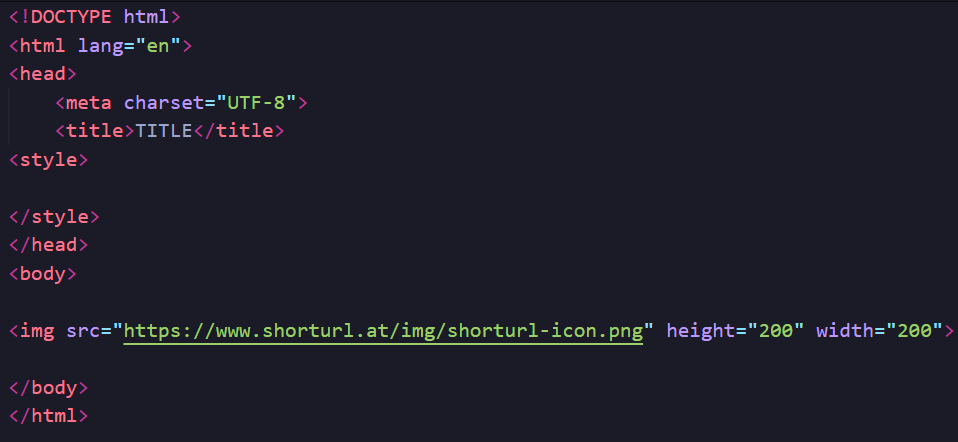 <!DOCTYPE html>
<html lang="en">
<head>
    <meta charset="UTF-8">
    <title>TITLE</title>
<style>

</style>
</head>
<body>

<img src="https://www.shorturl.at/img/shorturl-icon.png" height="200" width="200">

</body>
</html>